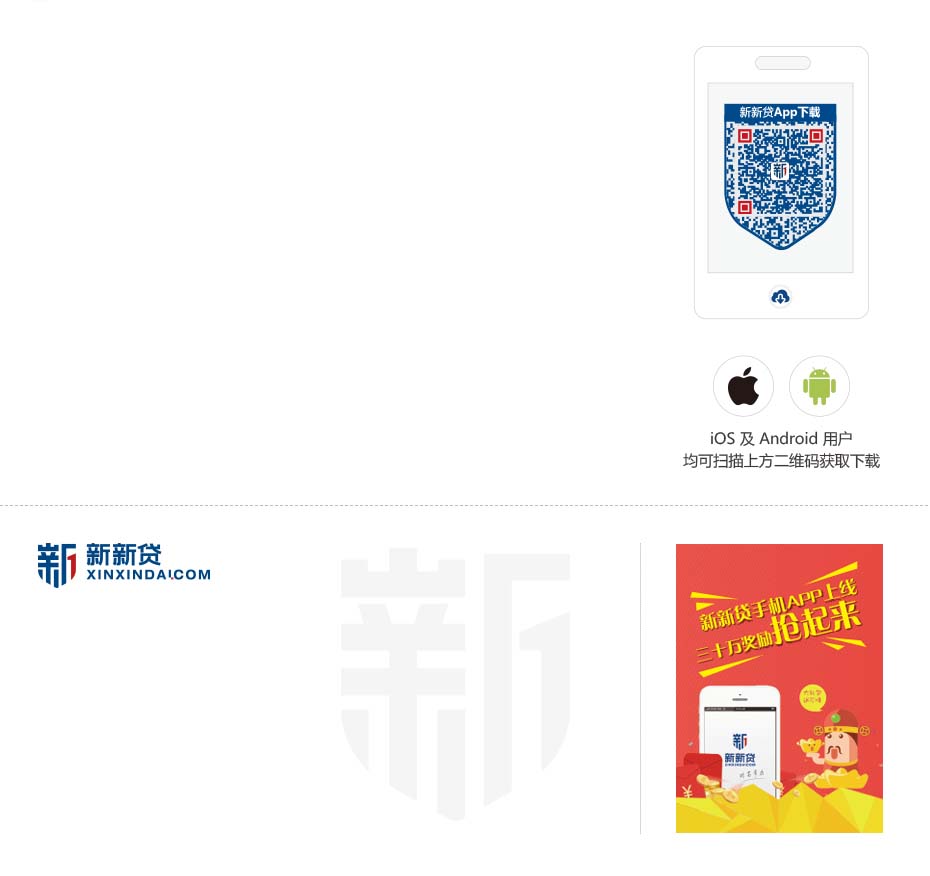 新新贷App下载
新
iOS 及 Android 用户
均可扫描上方二维码获取下载
新 新新贷
XINXINDAI.COM
新
新新贷手机APP上线
三十万奖励抢起来
新
新新贷
XINXINDAI.COM